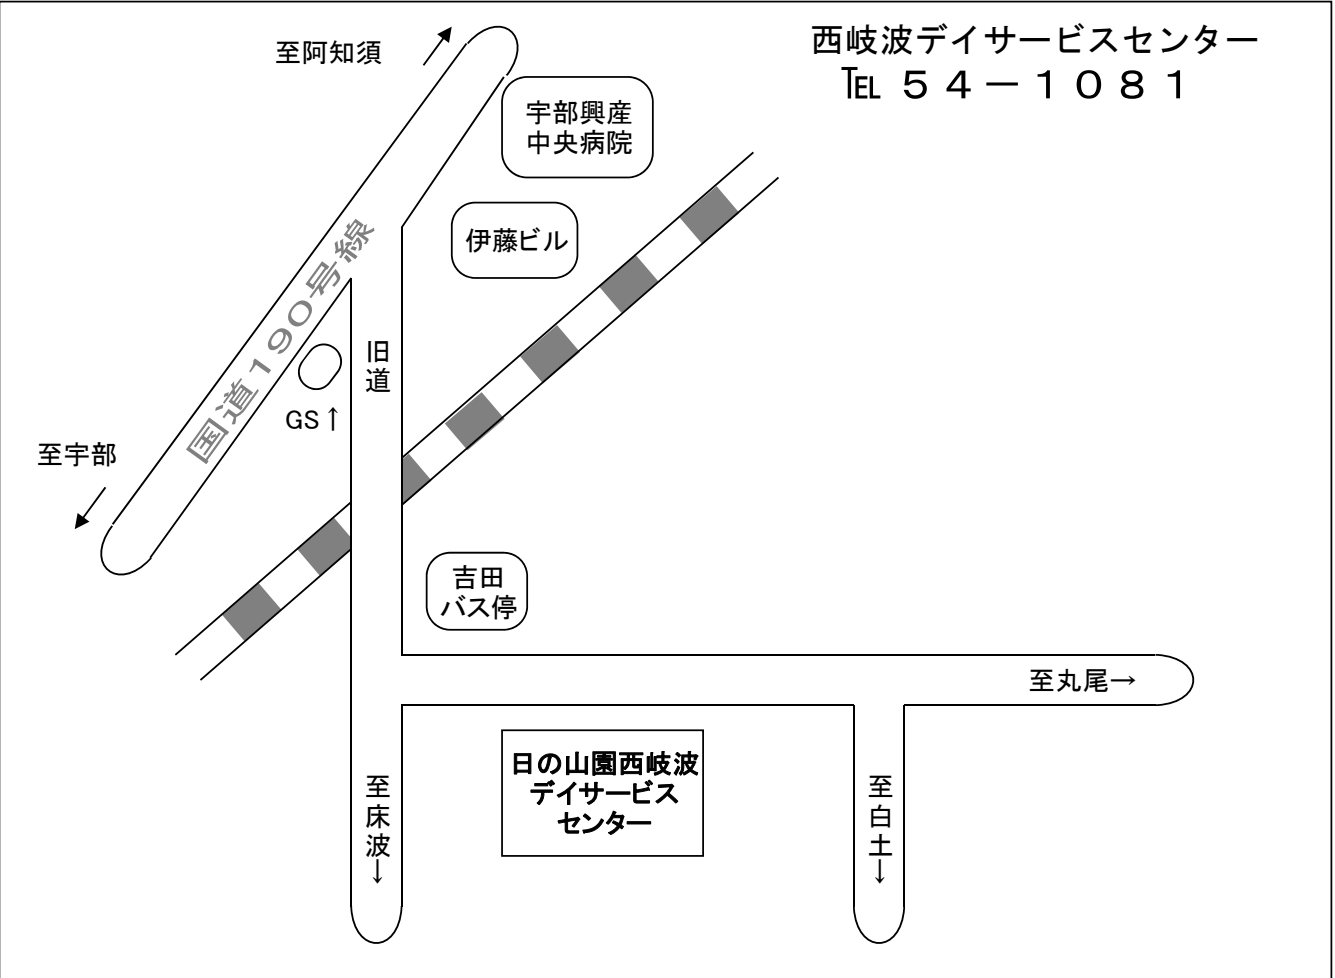 西岐波デイサービスセンター
℡ ５４－１０８１
至阿知須
宇部興産
中央病院
伊藤ビル
国道190号線
旧道
GS↑
至宇部
吉田
バス停
至丸尾→
日の山園西岐波
デイサービス
センター
至床波↓
至白土↓